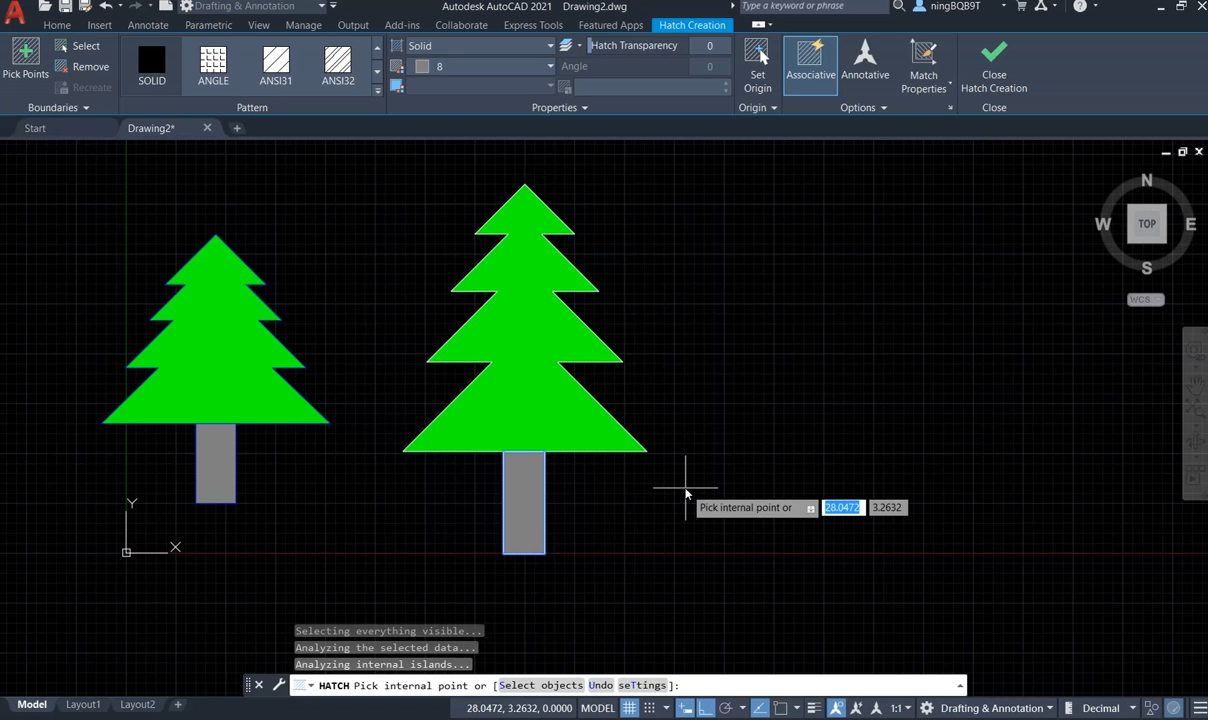 Drafting & Annotation Autodesk AutoCAD 2021 Drawing2.dwg Type a keyword or phrase ningBQB9T
Home Insert Annotate Parametric View Manage Output Add-ins Collaborate Express Tools Featured Apps Hatch Creation
Select
Remove
Recreate
Pick Points
SOLID ANGLE ANSI31 ANSI32
Solid Hatch Transparency 0
8 Angle 0
Set Origin
Associative Annotative
Match Properties
Close Hatch Creation
Boundaries Pattern Properties Origin Options Close
Start Drawing2*
N
W TOP E
S
WCS
Y
X
Pick internal point or 28.0472 3.2632
Selecting everything visible...
Analyzing the selected data...
Analyzing internal islands...
HATCH Pick internal point or [Select objects Undo seTtings]:
Model Layout1 Layout2 28.0472, 3.2632, 0.0000 MODEL 1:1 Drafting & Annotation Decimal